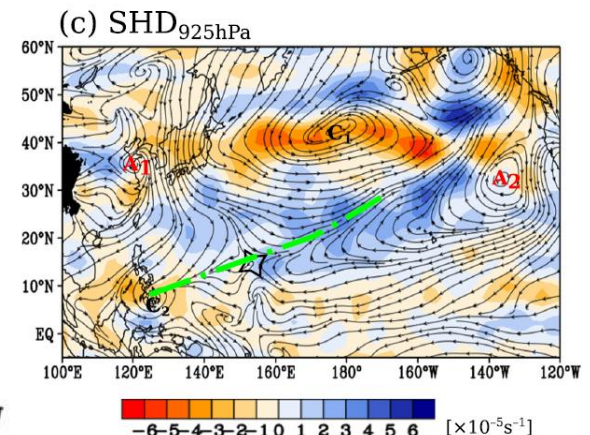 (c) SHD925hPa
60°N
50°N
40°N
30°N
20°N
10°N
EQ
A1
C1
A2
C2
100°E 120°E 140°E 160°E 180°E 160°W 140°W 120°W
-6-5-4-3-2-1 0 1 2 3 4 5 6 [×10⁻⁵s⁻¹]